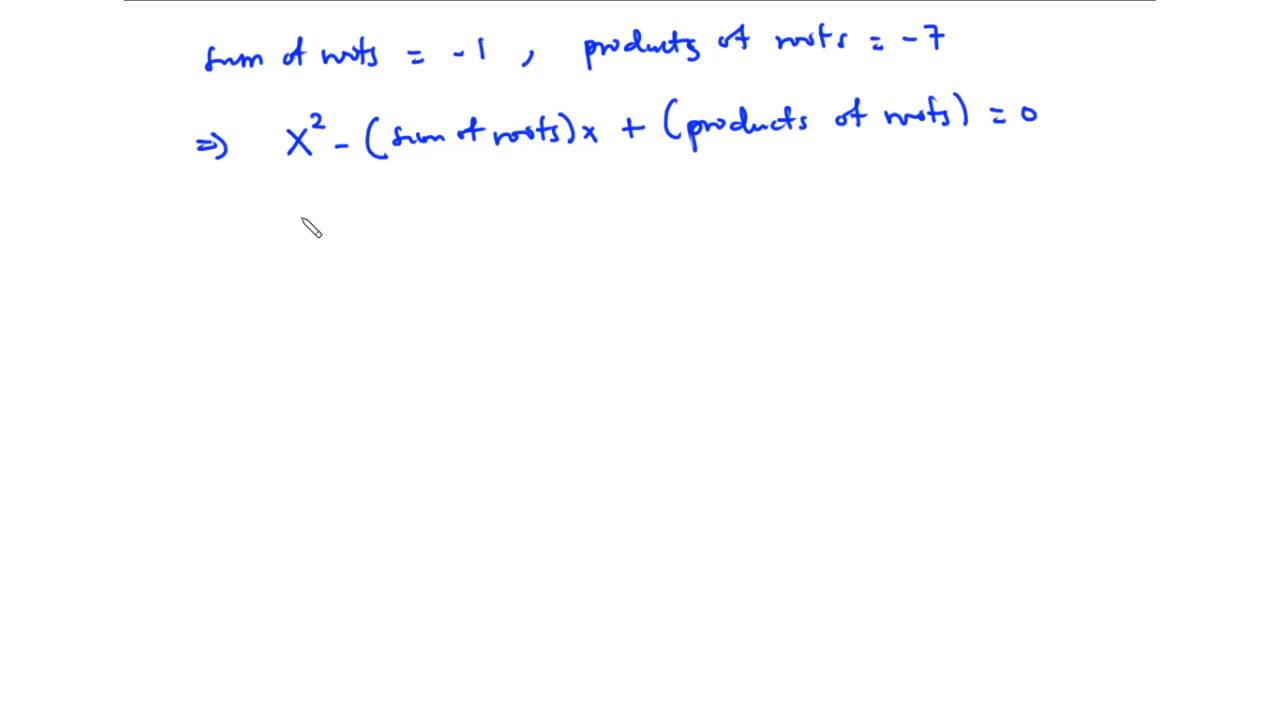 sum of roots = -1 , products of roots = -7
=> x² - (sum of roots)x + (products of roots) = 0